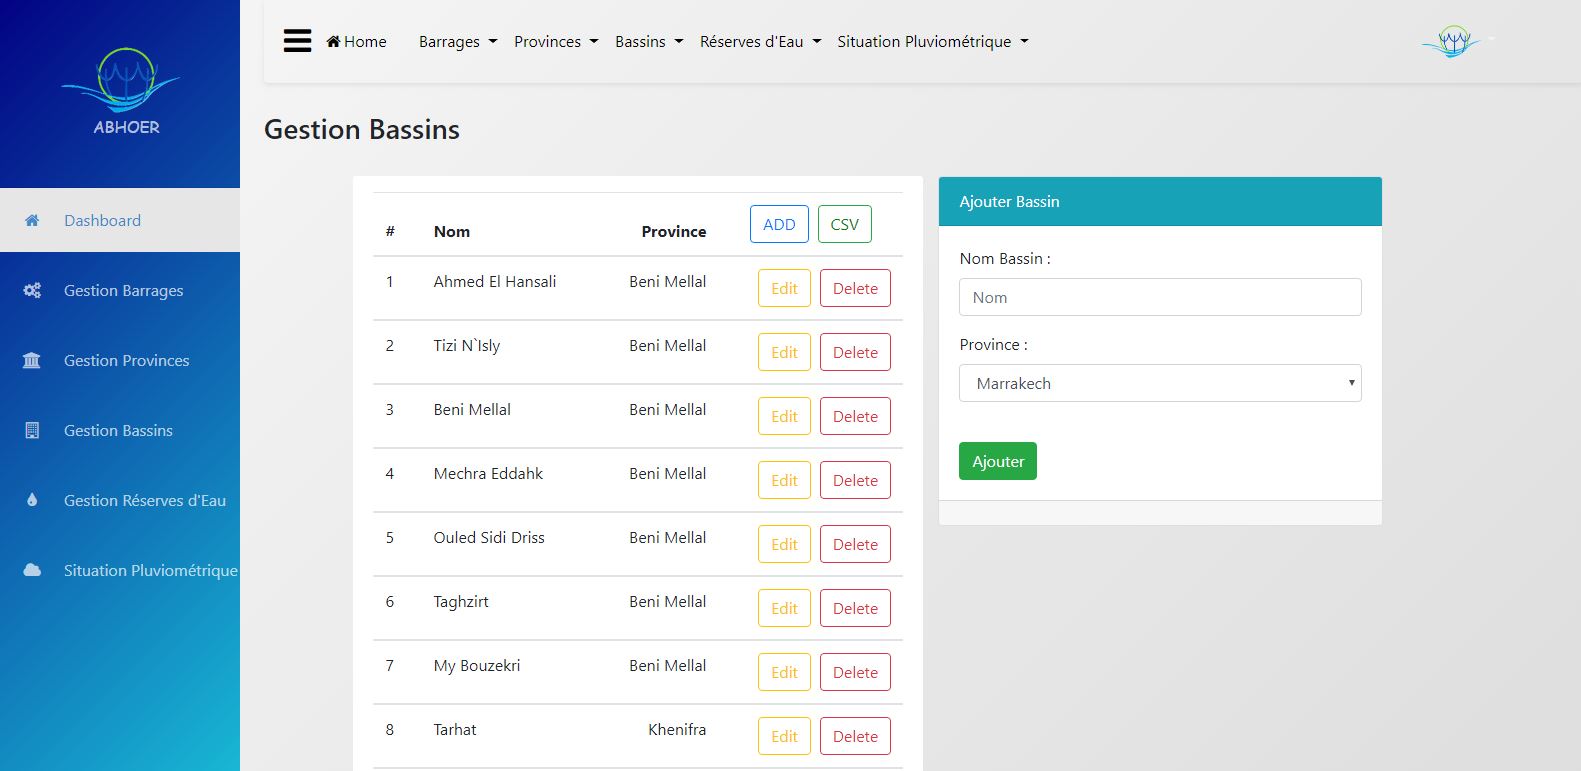 ABHOER
Dashboard
Gestion Barrages
Gestion Provinces
Gestion Bassins
Gestion Réserves d'Eau
Situation Pluviométrique
Home Barrages Provinces Bassins Réserves d'Eau Situation Pluviométrique
Gestion Bassins
# Nom Province ADD CSV
1 Ahmed El Hansali Beni Mellal Edit Delete
2 Tizi N`Isly Beni Mellal Edit Delete
3 Beni Mellal Beni Mellal Edit Delete
4 Mechra Eddahk Beni Mellal Edit Delete
5 Ouled Sidi Driss Beni Mellal Edit Delete
6 Taghzirt Beni Mellal Edit Delete
7 My Bouzekri Beni Mellal Edit Delete
8 Tarhat Khenifra Edit Delete
Ajouter Bassin
Nom Bassin :
Nom
Province :
Marrakech
Ajouter